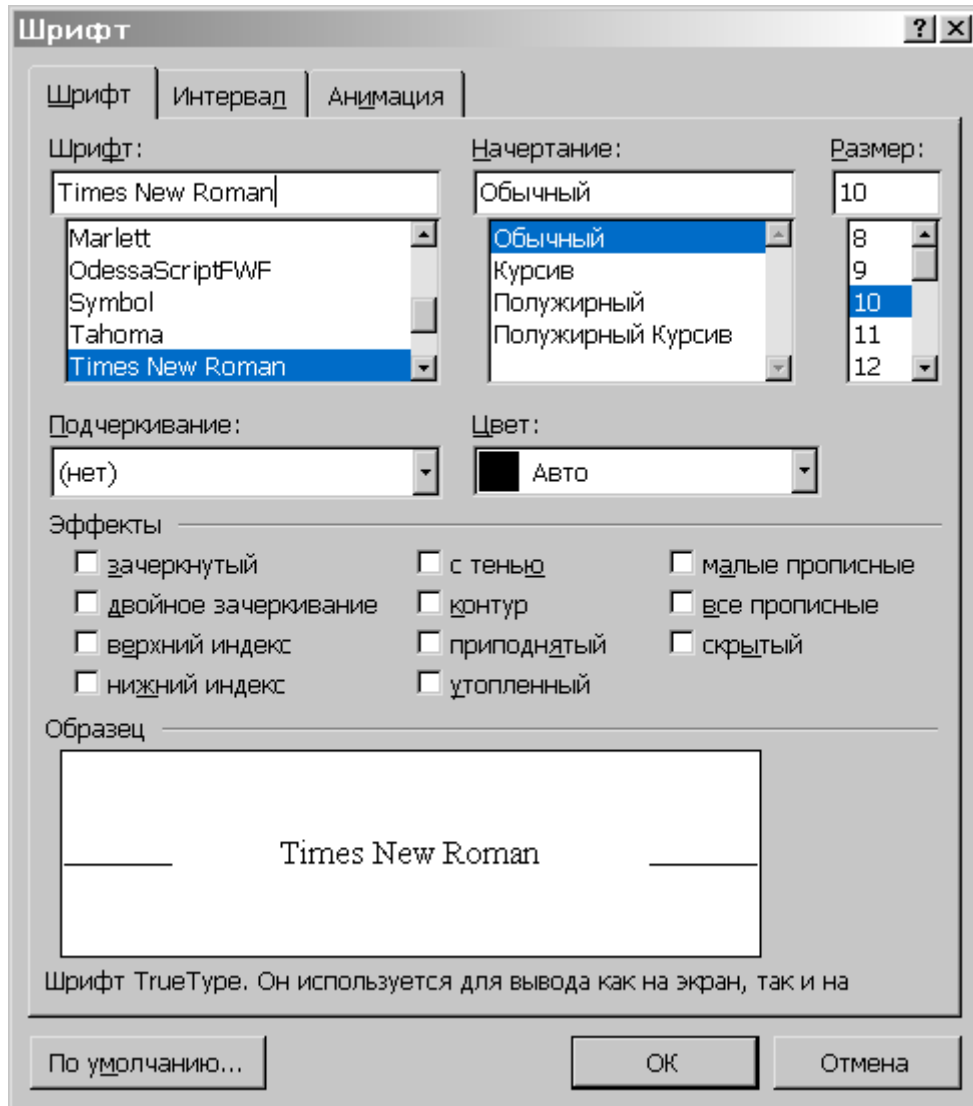 Шрифт
Шрифт Интервал Анимация
Шрифт: Начертание: Размер:
Times New Roman Обычный 10
Marlett Обычный 8
OdessaScriptFWF Курсив 9
Symbol Полужирный 10
Tahoma Полужирный Курсив 11
Times New Roman 12
Подчеркивание: Цвет:
(нет) Авто
Эффекты
зачеркнутый с тенью малые прописные
двойное зачеркивание контур все прописные
верхний индекс приподнятый скрытый
нижний индекс утопленный
Образец
Times New Roman
Шрифт TrueType. Он используется для вывода как на экран, так и на
По умолчанию... ОК Отмена